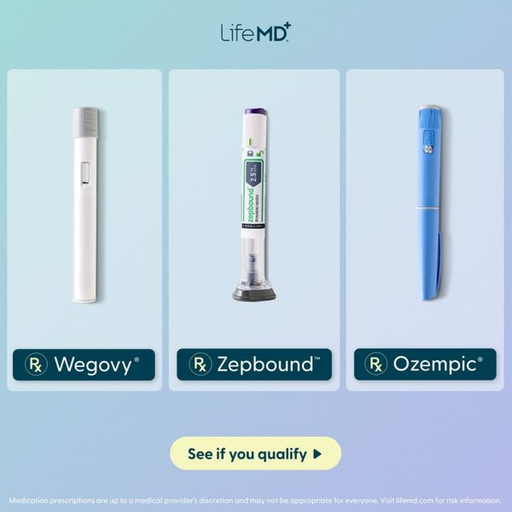 LifeMD+
zepbound
2.5
Rx Wegovy®
Rx Zepbound™
Rx Ozempic®
See if you qualify
Medication prescriptions are up to a medical provider's discretion and may not be appropriate for everyone. Visit lifemd.com for risk information.